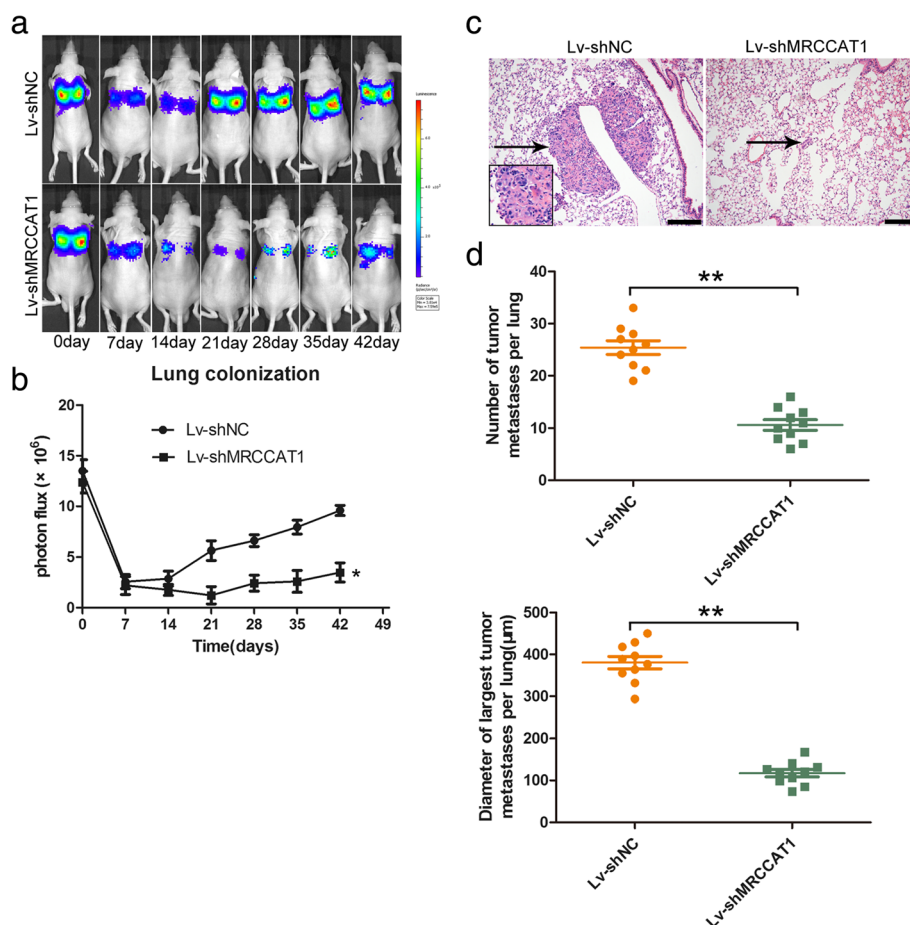 a
Lv-shNC
Lv-shMRCCAT1
Luminescence
0day 7day 14day 21day 28day 35day 42day
b
Lung colonization
photon flux (× 10⁶)
20
15
10
5
0
Lv-shNC
Lv-shMRCCAT1
*
0 7 14 21 28 35 42 49
Time(days)
c
Lv-shNC Lv-shMRCCAT1
d
Number of tumor
metastases per lung
40
30
20
10
0
**
Lv-shNC
Lv-shMRCCAT1
Diameter of largest tumor
metastases per lung(μm)
500
400
300
200
100
0
**
Lv-shNC
Lv-shMRCCAT1